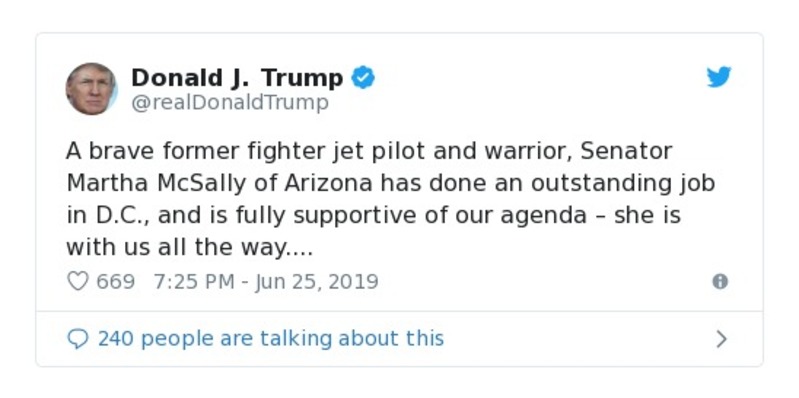 Donald J. Trump
@realDonaldTrump
A brave former fighter jet pilot and warrior, Senator
Martha McSally of Arizona has done an outstanding job
in D.C., and is fully supportive of our agenda – she is
with us all the way....
669 7:25 PM - Jun 25, 2019
240 people are talking about this